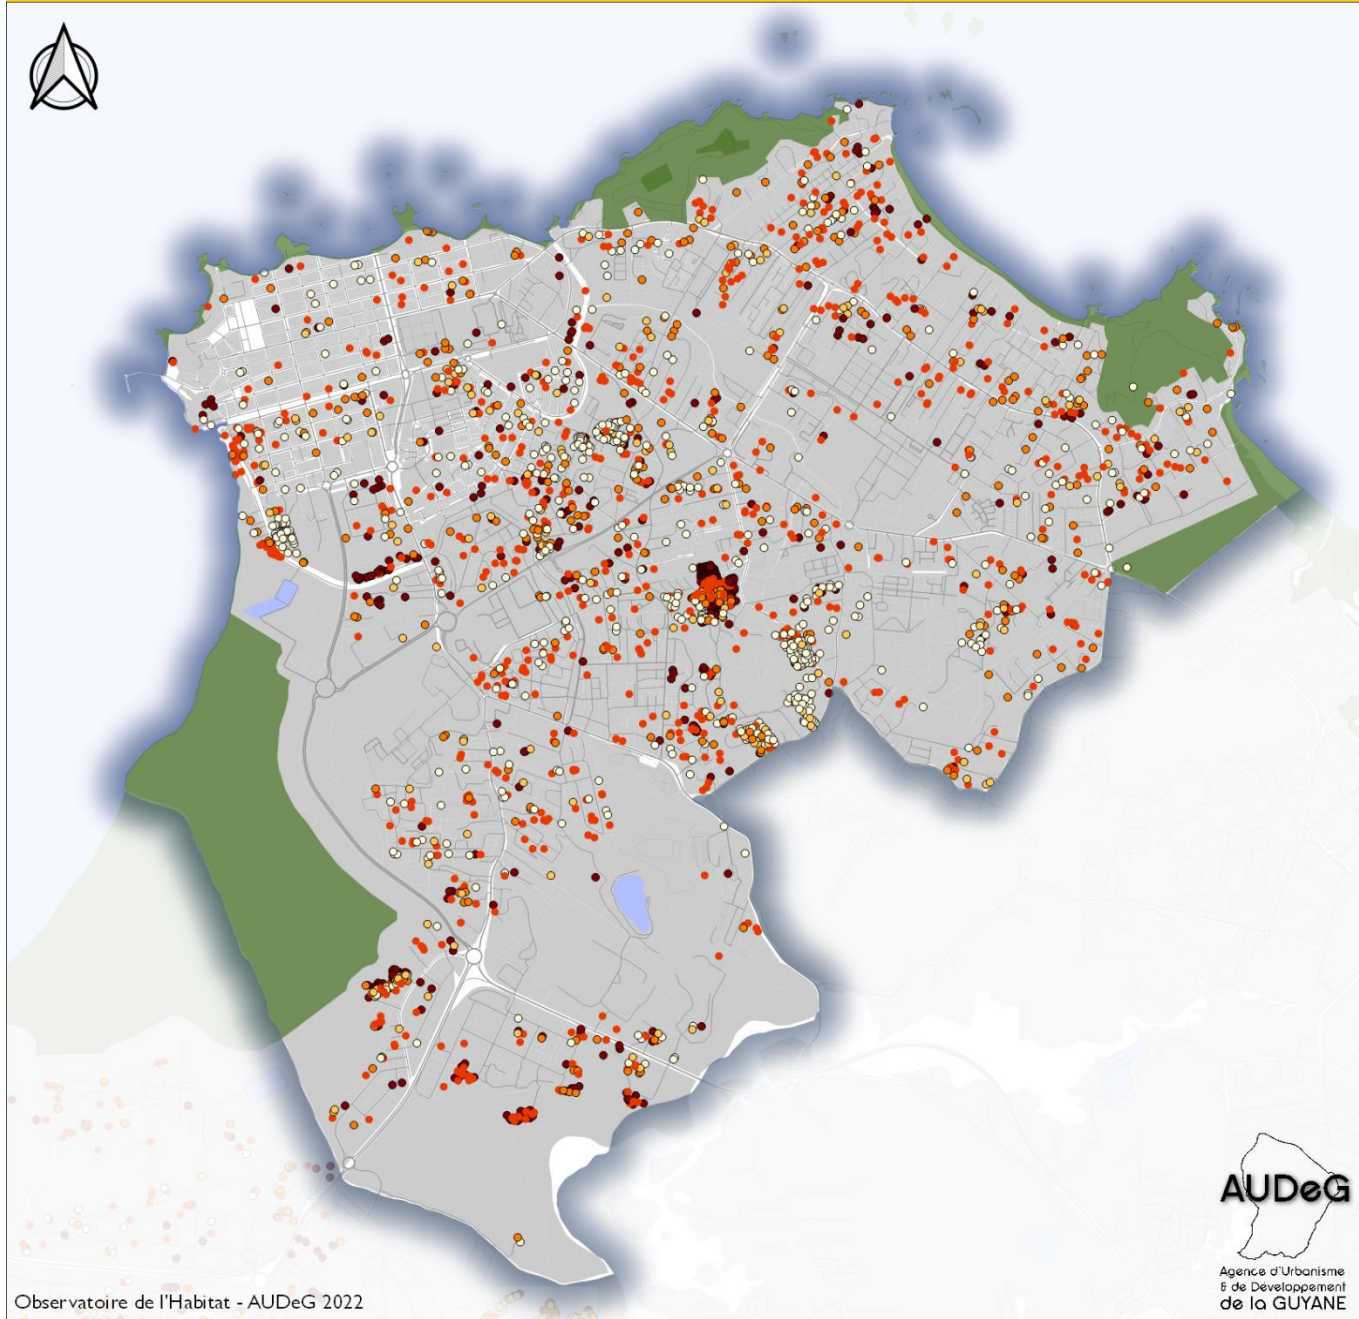 AUDeG
Agence d'Urbanisme
& de Développement
de la GUYANE
Observatoire de l'Habitat - AUDeG 2022